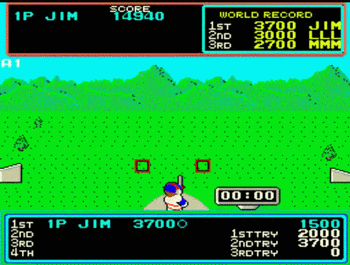 SCORE
1P JIM 14940
WORLD RECORD
1ST 3700 JIM
2ND 3000 LLL
3RD 2700 MMM
A1
00:00
1ST 1P JIM 3700 1500
2ND 1STTRY 2000
3RD 2NDTRY 3700
4TH 3RDTRY 0